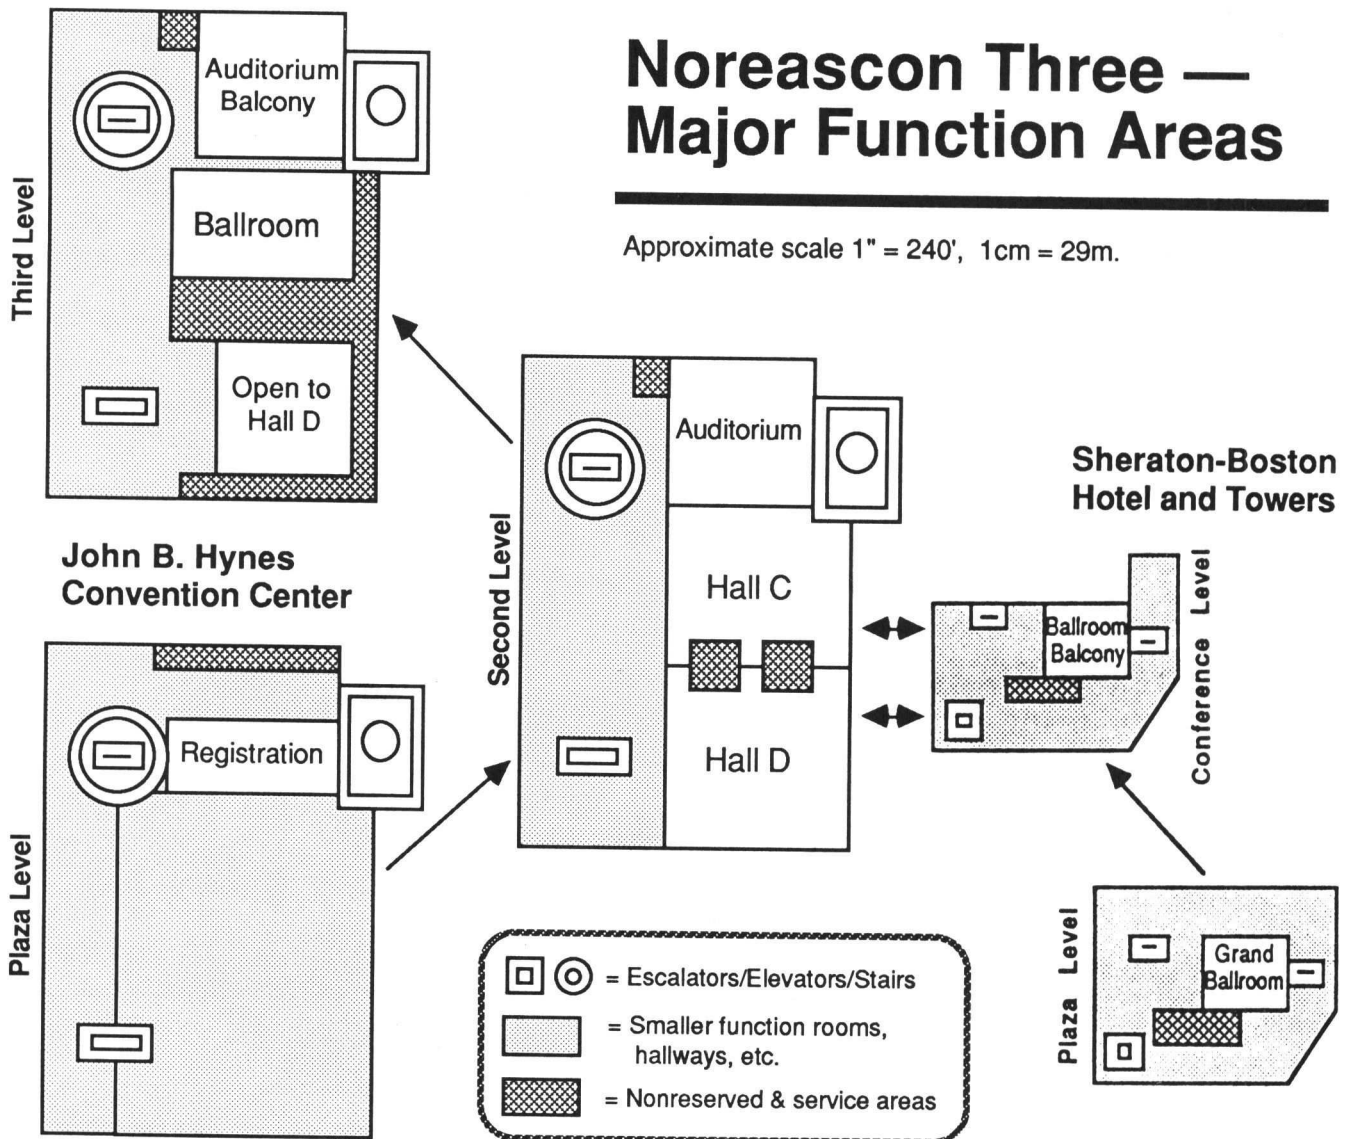 Noreascon Three —
Major Function Areas
Approximate scale 1" = 240', 1cm = 29m.
Third Level
Auditorium
Balcony
Ballroom
Open to
Hall D
John B. Hynes
Convention Center
Plaza Level
Registration
Second Level
Auditorium
Hall C
Hall D
Sheraton-Boston
Hotel and Towers
Conference Level
Ballroom
Balcony
Plaza Level
Grand
Ballroom
= Escalators/Elevators/Stairs
= Smaller function rooms,
hallways, etc.
= Nonreserved & service areas